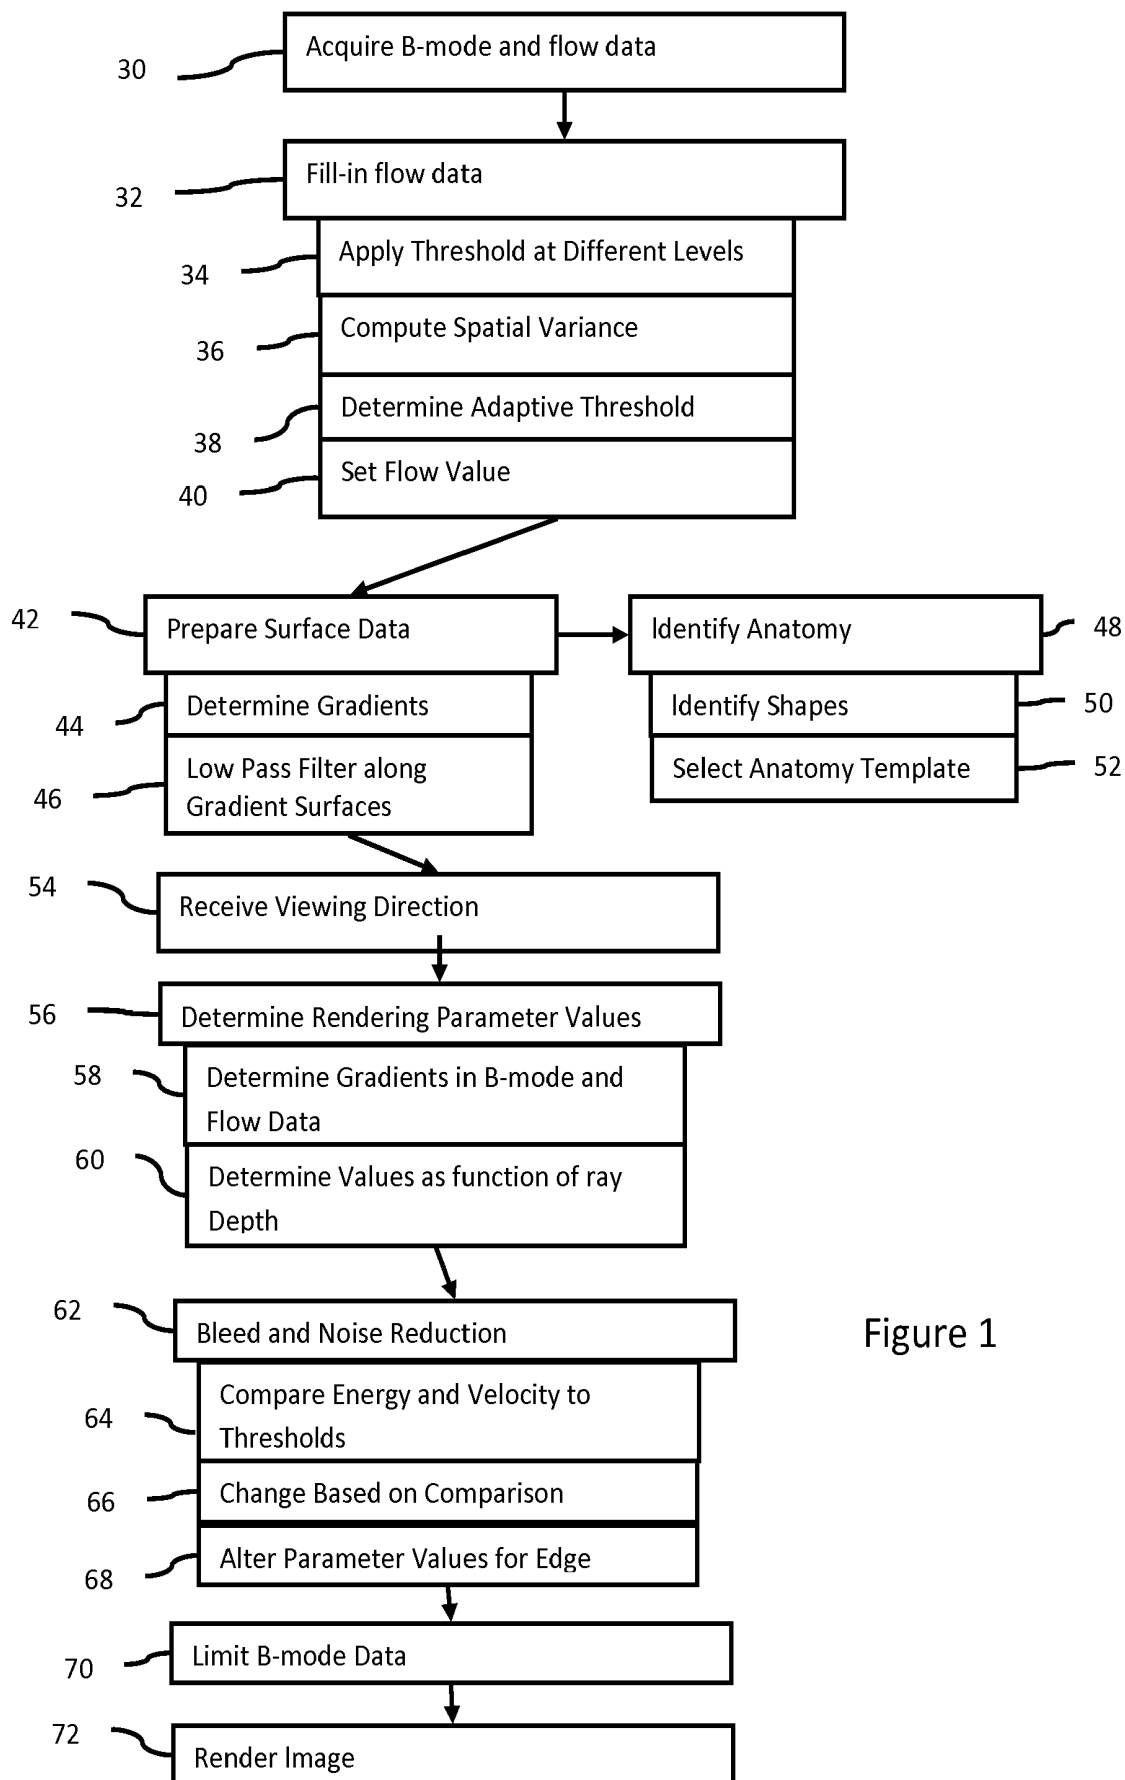 30
Acquire B-mode and flow data
32
Fill-in flow data
34
Apply Threshold at Different Levels
36
Compute Spatial Variance
38
Determine Adaptive Threshold
40
Set Flow Value
42
Prepare Surface Data
Identify Anatomy
48
44
Determine Gradients
Identify Shapes
50
46
Low Pass Filter along
Gradient Surfaces
Select Anatomy Template
52
54
Receive Viewing Direction
56
Determine Rendering Parameter Values
58
Determine Gradients in B-mode and
Flow Data
60
Determine Values as function of ray
Depth
62
Bleed and Noise Reduction
Figure 1
64
Compare Energy and Velocity to
Thresholds
66
Change Based on Comparison
68
Alter Parameter Values for Edge
70
Limit B-mode Data
72
Render Image